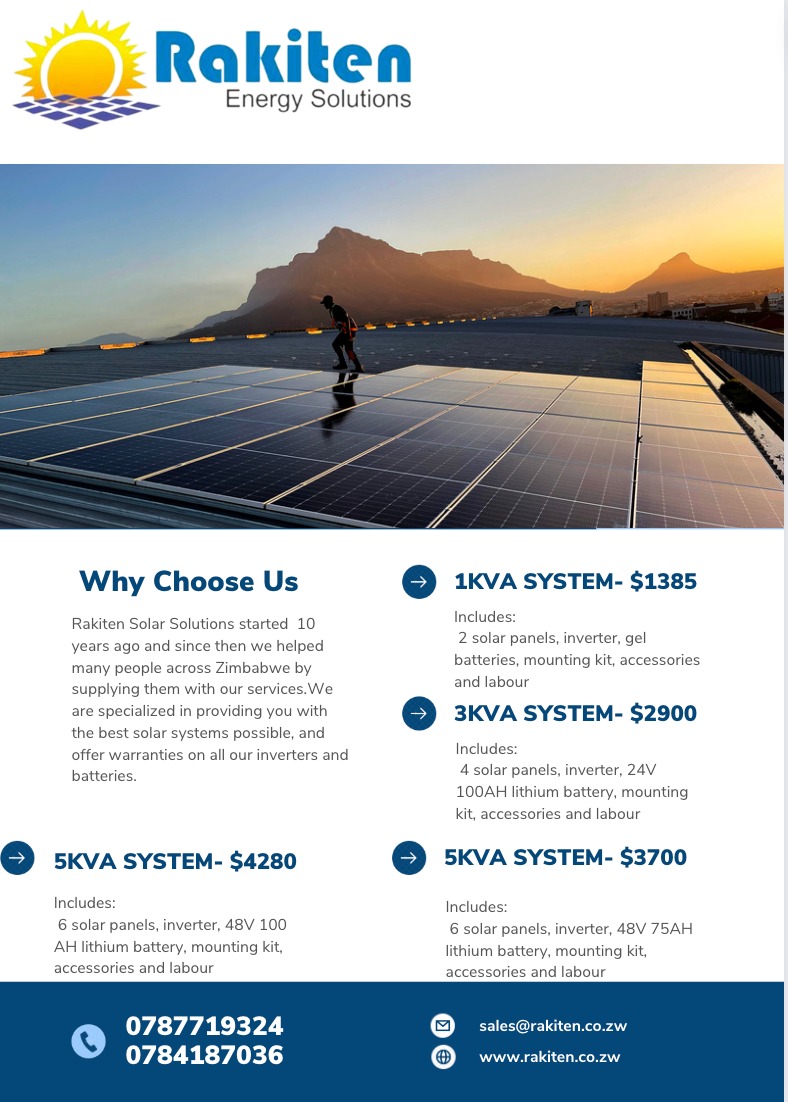 Rakiten
Energy Solutions
Why Choose Us
Rakiten Solar Solutions started  10
years ago and since then we helped
many people across Zimbabwe by
supplying them with our services.We
are specialized in providing you with
the best solar systems possible, and
offer warranties on all our inverters and
batteries.
1KVA SYSTEM- $1385
Includes:
2 solar panels, inverter, gel
batteries, mounting kit, accessories
and labour
3KVA SYSTEM- $2900
Includes:
4 solar panels, inverter, 24V
100AH lithium battery, mounting
kit, accessories and labour
5KVA SYSTEM- $4280
Includes:
6 solar panels, inverter, 48V 100
AH lithium battery, mounting kit,
accessories and labour
5KVA SYSTEM- $3700
Includes:
6 solar panels, inverter, 48V 75AH
lithium battery, mounting kit,
accessories and labour
0787719324
0784187036
sales@rakiten.co.zw
www.rakiten.co.zw